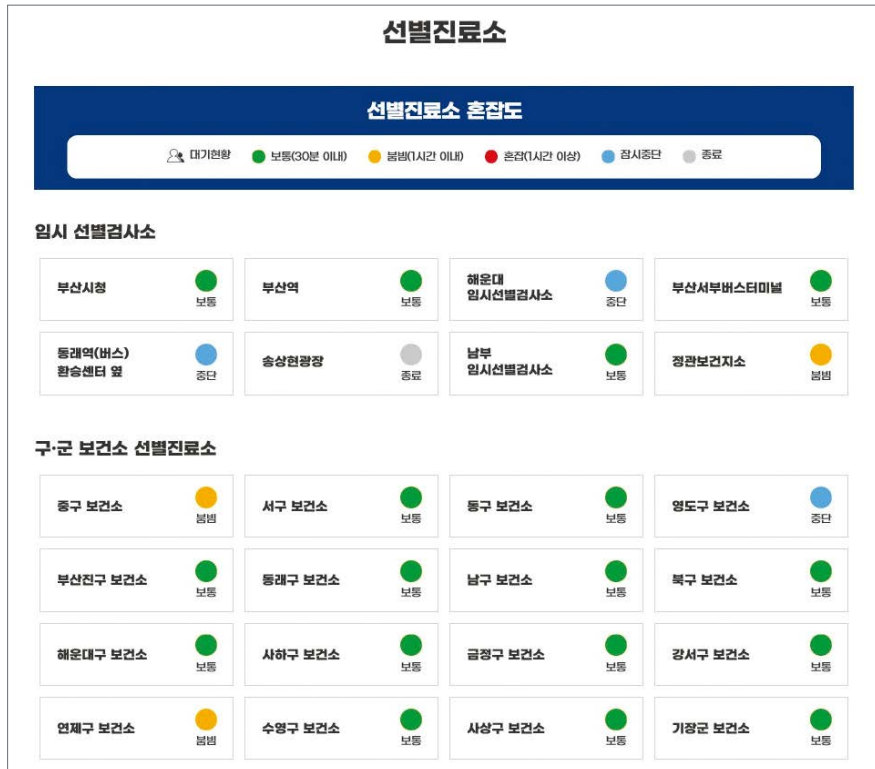 선별진료소
선별진료소 혼잡도
대기현황 보통(30분 이내) 붐빔(1시간 이내) 혼잡(1시간 이상) 잠시중단 종료
임시 선별검사소
부산시청 보통
부산역 보통
해운대
임시선별검사소 중단
부산서부버스터미널 보통
동래역(버스)
환승센터 옆 중단
송상현광장 종료
남부
임시선별검사소 보통
정관보건지소 붐빔
구·군 보건소 선별진료소
중구 보건소 붐빔
서구 보건소 보통
동구 보건소 보통
영도구 보건소 중단
부산진구 보건소 보통
동래구 보건소 보통
남구 보건소 보통
북구 보건소 보통
해운대구 보건소 보통
사하구 보건소 보통
금정구 보건소 보통
강서구 보건소 보통
연제구 보건소 붐빔
수영구 보건소 보통
사상구 보건소 보통
기장군 보건소 보통